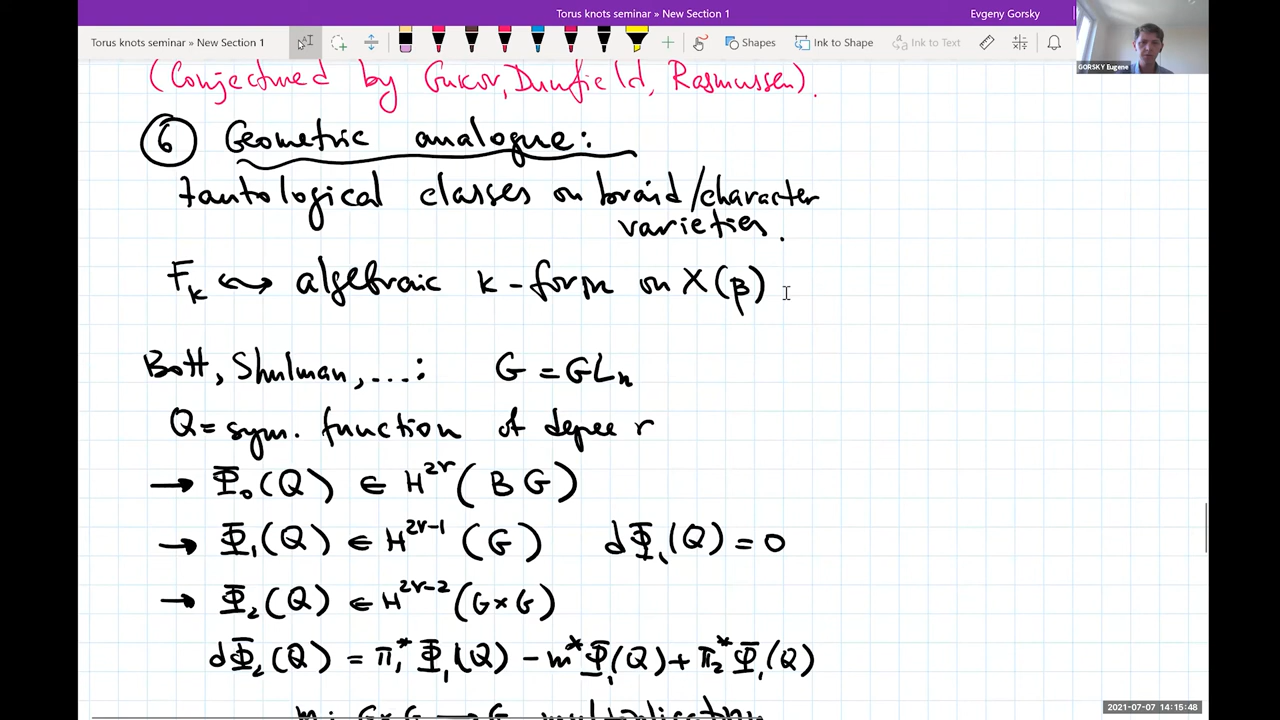 Torus knots seminar » New Section 1
Evgeny Gorsky
Torus knots seminar » New Section 1
Shapes
Ink to Shape
Ink to Text
GORSKY Eugene
(Conjectured by Gukov, Dunfield, Rasmussen).
⑥ Geometric analogue:
tautological classes on braid/character
varieties.
F_k ↔ algebraic k-form on X(β)
Bott, Shulman, ...: G = GL_n
Q = sym. function of degree r
→ Φ_0(Q) ∈ H^{2r}(BG)
→ Φ_1(Q) ∈ H^{2r-1}(G) dΦ_1(Q) = 0
→ Φ_2(Q) ∈ H^{2r-2}(G×G)
dΦ_2(Q) = π_1^* Φ_1(Q) - m^* Φ_1(Q) + π_2^* Φ_1(Q)
m: G×G → G multiplication
2021-07-07 14:15:48